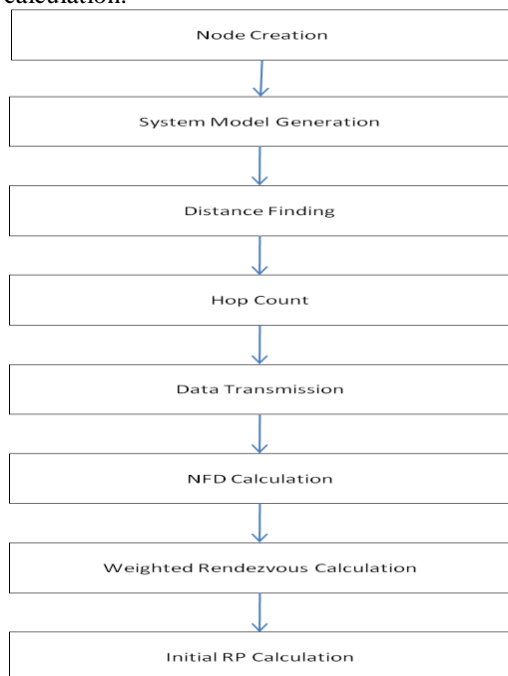 calculation.
Node Creation
System Model Generation
Distance Finding
Hop Count
Data Transmission
NFD Calculation
Weighted Rendezvous Calculation
Initial RP Calculation